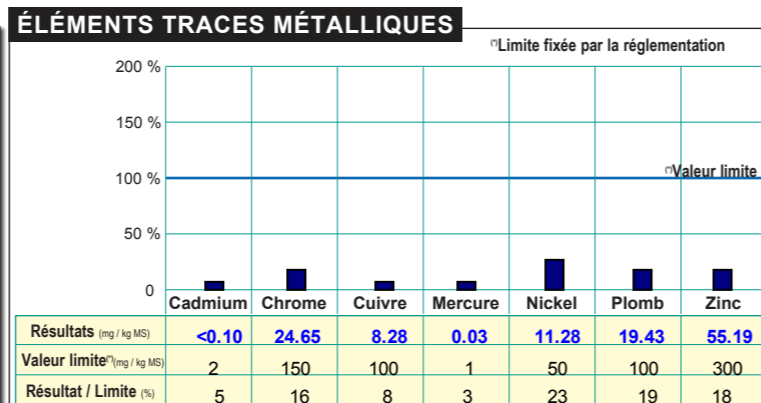 ÉLÉMENTS TRACES MÉTALLIQUES
(*)Limite fixée par la réglementation
200 %
150 %
100 %
(*)Valeur limite
50 %
0
Cadmium Chrome Cuivre Mercure Nickel Plomb Zinc
Résultats (mg / kg MS) <0.10 24.65 8.28 0.03 11.28 19.43 55.19
Valeur limite(*)(mg / kg MS) 2 150 100 1 50 100 300
Résultat / Limite (%) 5 16 8 3 23 19 18